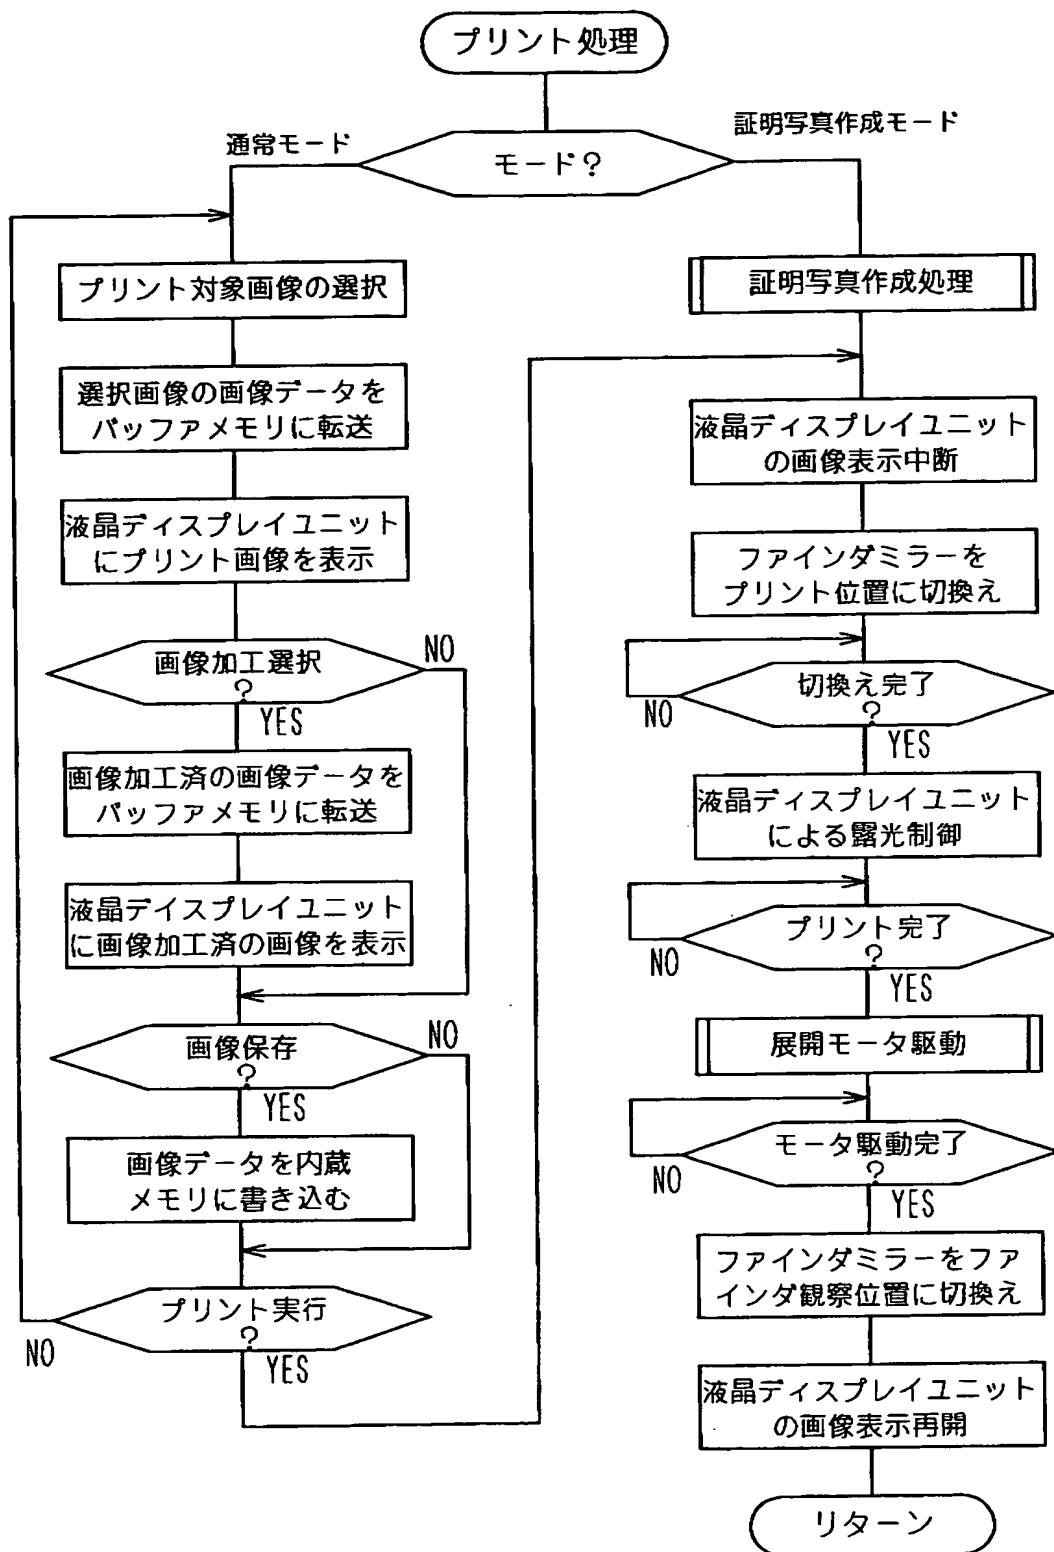 プリント処理
モード?
通常モード
証明写真作成モード
プリント対象画像の選択
選択画像の画像データを
バッファメモリに転送
液晶ディスプレイユニット
にプリント画像を表示
画像加工選択
?
NO
YES
画像加工済の画像データを
バッファメモリに転送
液晶ディスプレイユニット
に画像加工済の画像を表示
画像保存
?
NO
YES
画像データを内蔵
メモリに書き込む
プリント実行
?
NO
YES
証明写真作成処理
液晶ディスプレイユニット
の画像表示中断
ファインダミラーを
プリント位置に切換え
切換え完了
?
NO
YES
液晶ディスプレイユニット
による露光制御
プリント完了
?
NO
YES
展開モータ駆動
モータ駆動完了
?
NO
YES
ファインダミラーをファ
インダ観察位置に切換え
液晶ディスプレイユニット
の画像表示再開
リターン